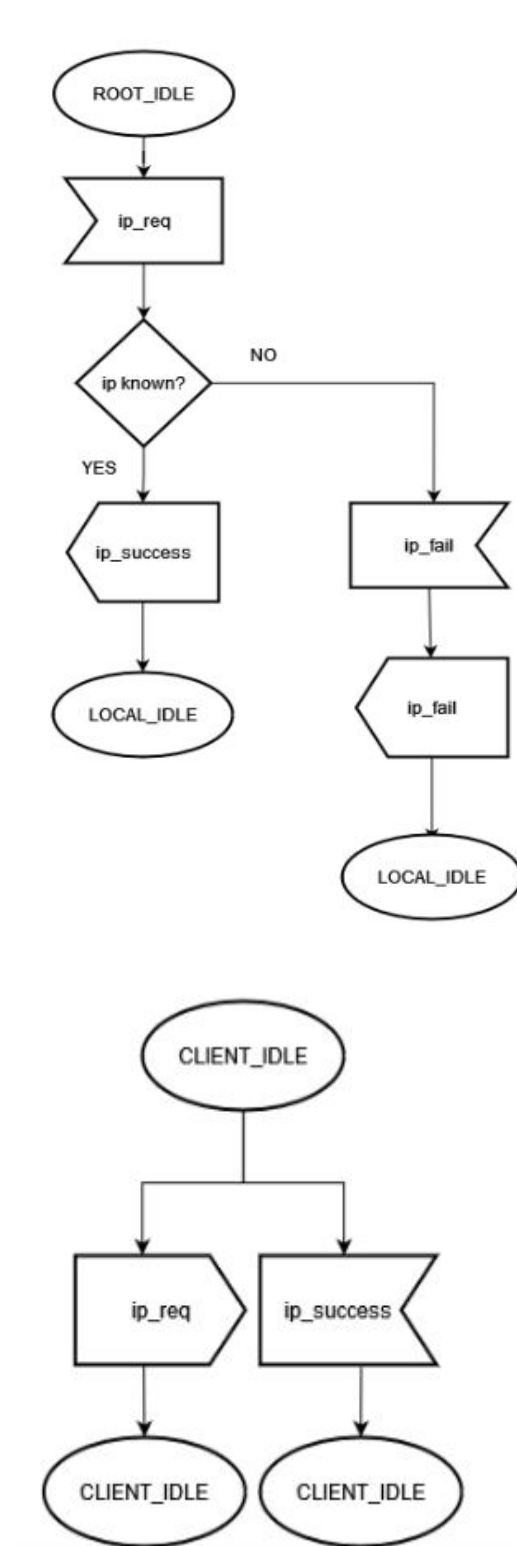 ROOT_IDLE
ip_req
ip known?
NO
YES
ip_success
ip_fail
LOCAL_IDLE
ip_fail
LOCAL_IDLE
CLIENT_IDLE
ip_req
ip_success
CLIENT_IDLE
CLIENT_IDLE